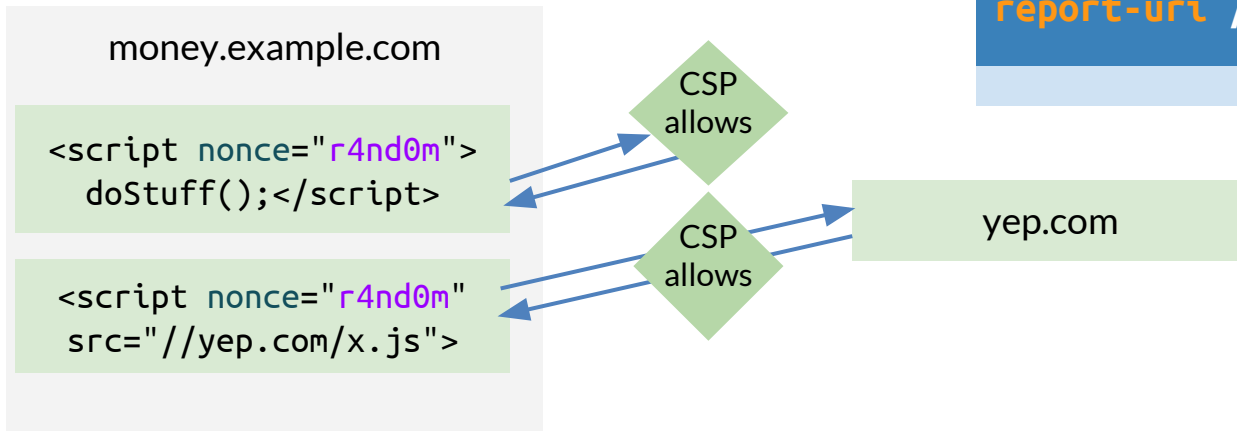 report-uri /
money.example.com
<script nonce="r4nd0m">
doStuff();</script>
CSP
allows
<script nonce="r4nd0m"
src="//yep.com/x.js">
CSP
allows
yep.com